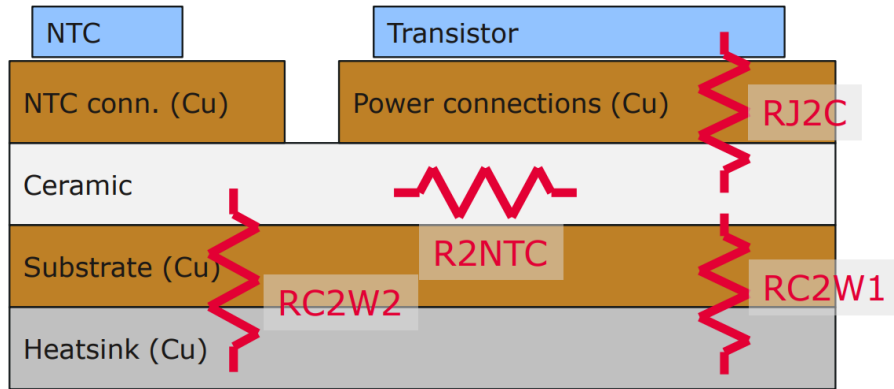 NTC
Transistor
NTC conn. (Cu)
Power connections (Cu)
RJ2C
Ceramic
R2NTC
Substrate (Cu)
RC2W2
RC2W1
Heatsink (Cu)